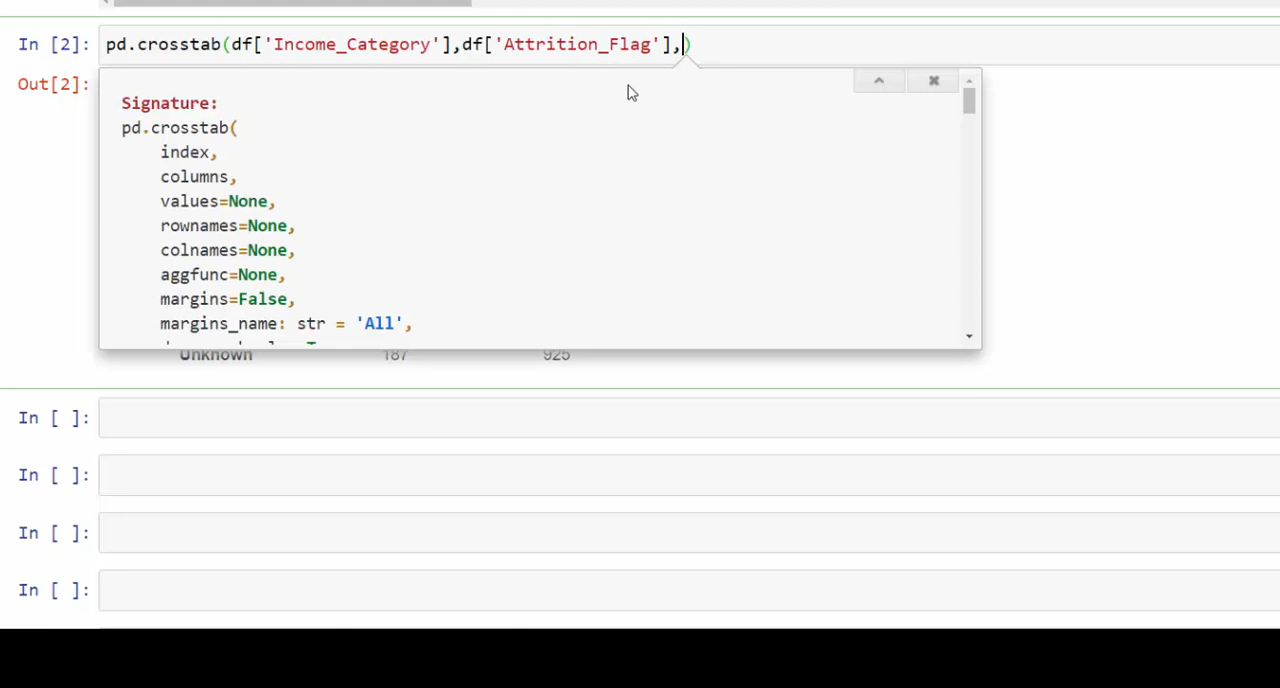 In [2]: pd.crosstab(df['Income_Category'],df['Attrition_Flag'],)
Out[2]:
Signature:
pd.crosstab(
index,
columns,
values=None,
rownames=None,
colnames=None,
aggfunc=None,
margins=False,
margins_name: str = 'All',
Unknown 187 925
In [ ]:
In [ ]:
In [ ]:
In [ ]: